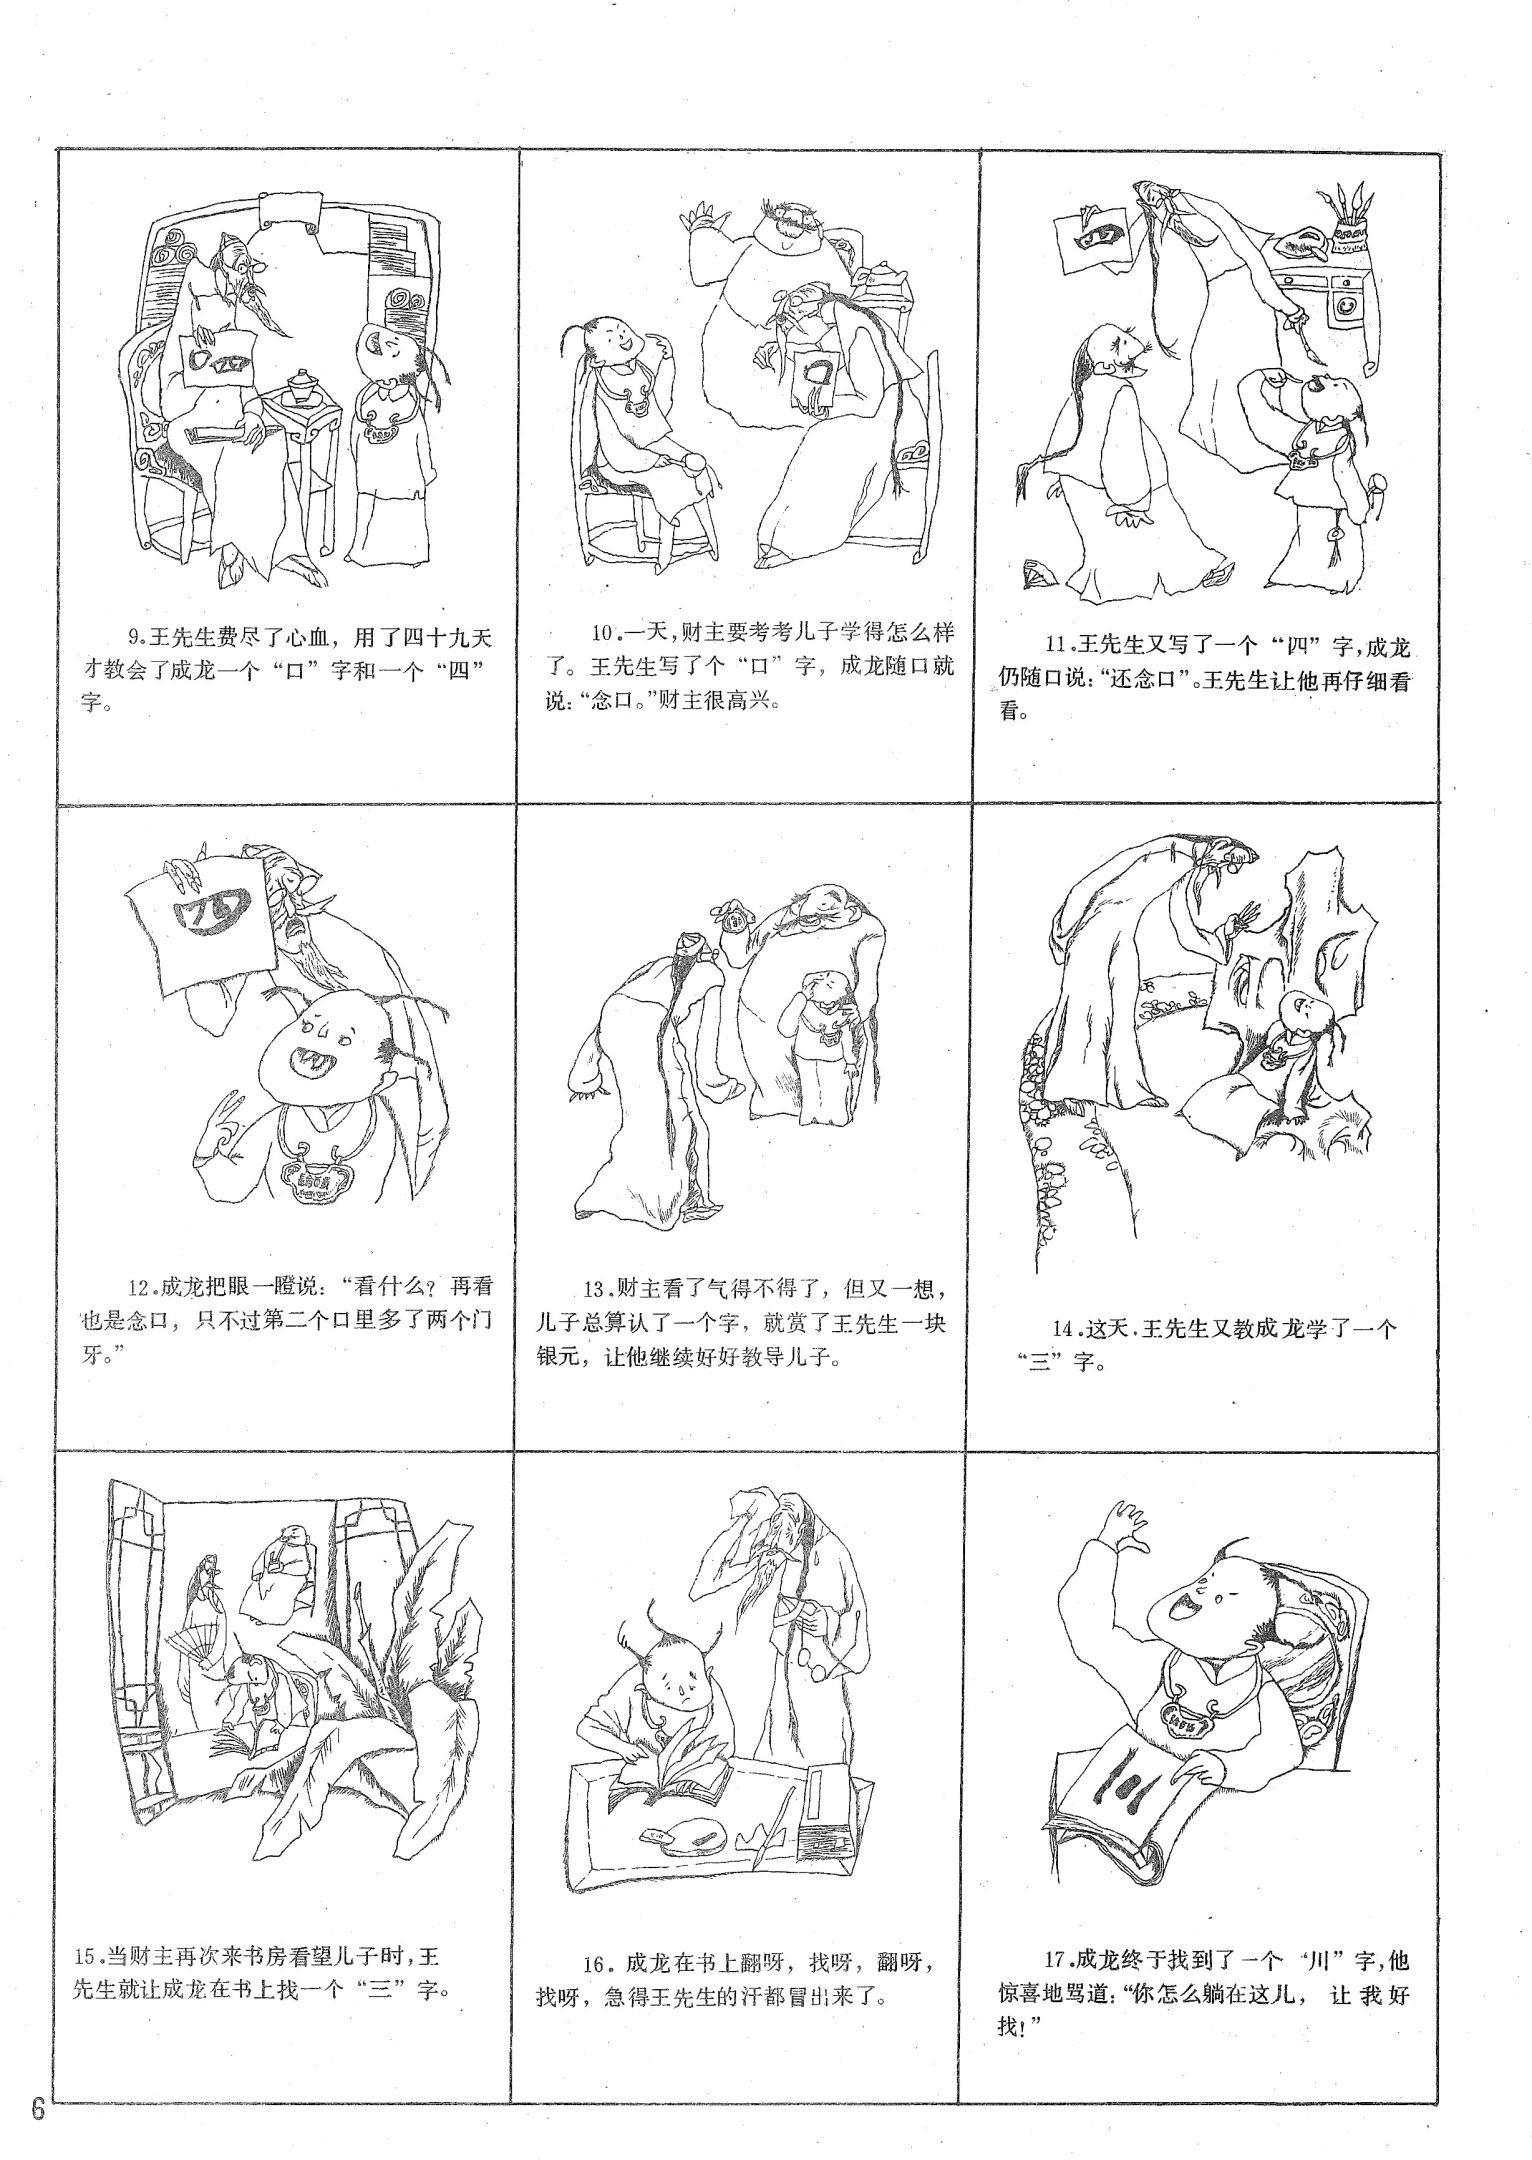 9.王先生费尽了心血，用了四十九天
才教会了成龙一个“口”字和一个“四”
字。
10.一天，财主要考考儿子学得怎么样
了。王先生写了个“口”字，成龙随口就
说：“念口。”财主很高兴。
11.王先生又写了一个“四”字，成龙
仍随口说：“还念口”。王先生让他再仔细看
看。
12.成龙把眼一瞪说：“看什么？再看
也是念口，只不过第二个口里多了两个门
牙。”
13.财主看了气得不得了，但又一想，
儿子总算认了一个字，就赏了王先生一块
银元，让他继续好好教导儿子。
14.这天.王先生又教成龙学了一个
“三”字。
15.当财主再次来书房看望儿子时，王
先生就让成龙在书上找一个“三”字。
16.成龙在书上翻呀，找呀，翻呀，
找呀，急得王先生的汗都冒出来了。
17.成龙终于找到了一个‘川”字，他
惊喜地骂道：“你怎么躺在这儿，让我好
找！”
6